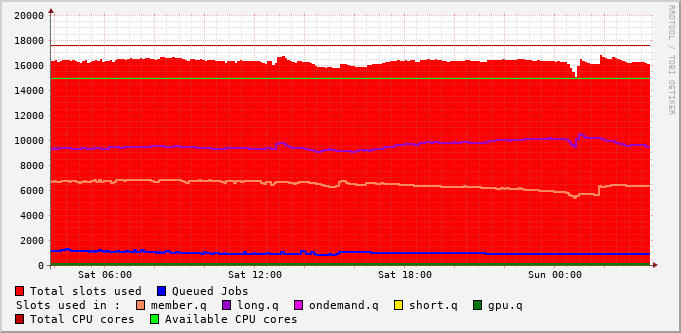 20000
18000
16000
14000
12000
10000
8000
6000
4000
2000
0
Sat 06:00 Sat 12:00 Sat 18:00 Sun 00:00
RRDTOOL / TOBI OETIKER
Total slots used Queued Jobs
Slots used in : member.q long.q ondemand.q short.q gpu.q
Total CPU cores Available CPU cores